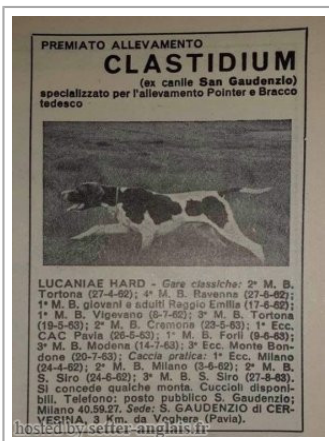 PREMIATO ALLEVAMENTO
CLASTIDIUM
(ex canile San Gaudenzio)
specializzato per l'allevamento Pointer e Bracco
tedesco
LUCANIAE HARD - Gare classiche: 2° M. B.
Tortona (27-4-62); 4° M. B. Ravenna (27-6-62);
1° M. B. giovani e adulti Reggio Emilia (17-6-62);
1° M. B. Vigevano (8-7-62); 3° M. B. Tortona
(19-5-63); 2° M. B. Cremona (23-5-63); 1° Ecc.
CAC Pavia (26-5-63); 1° M. B. Forlì (9-6-63);
3° M. B. Modena (14-7-63); 3° Ecc. Monte Bon-
done (20-7-63); Caccia pratica: 1° Ecc. Milano
(24-4-62); 2° M. B. Milano (3-6-62); 2° M. B.
S. Siro (24-6-62); 3° M. B. S. Siro (27-8-63).
Si concede qualche monta. Cuccioli disponi-
bili. Telefono: posto pubblico S. Gaudenzio;
Milano 40.59.27. Sede: S. GAUDENZIO di CER-
VESINA, 3 Km. da Voghera (Pavia).
hosted by setter-anglais.fr